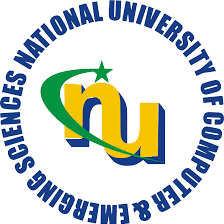 NATIONAL UNIVERSITY OF COMPUTER & EMERGING SCIENCES
nu